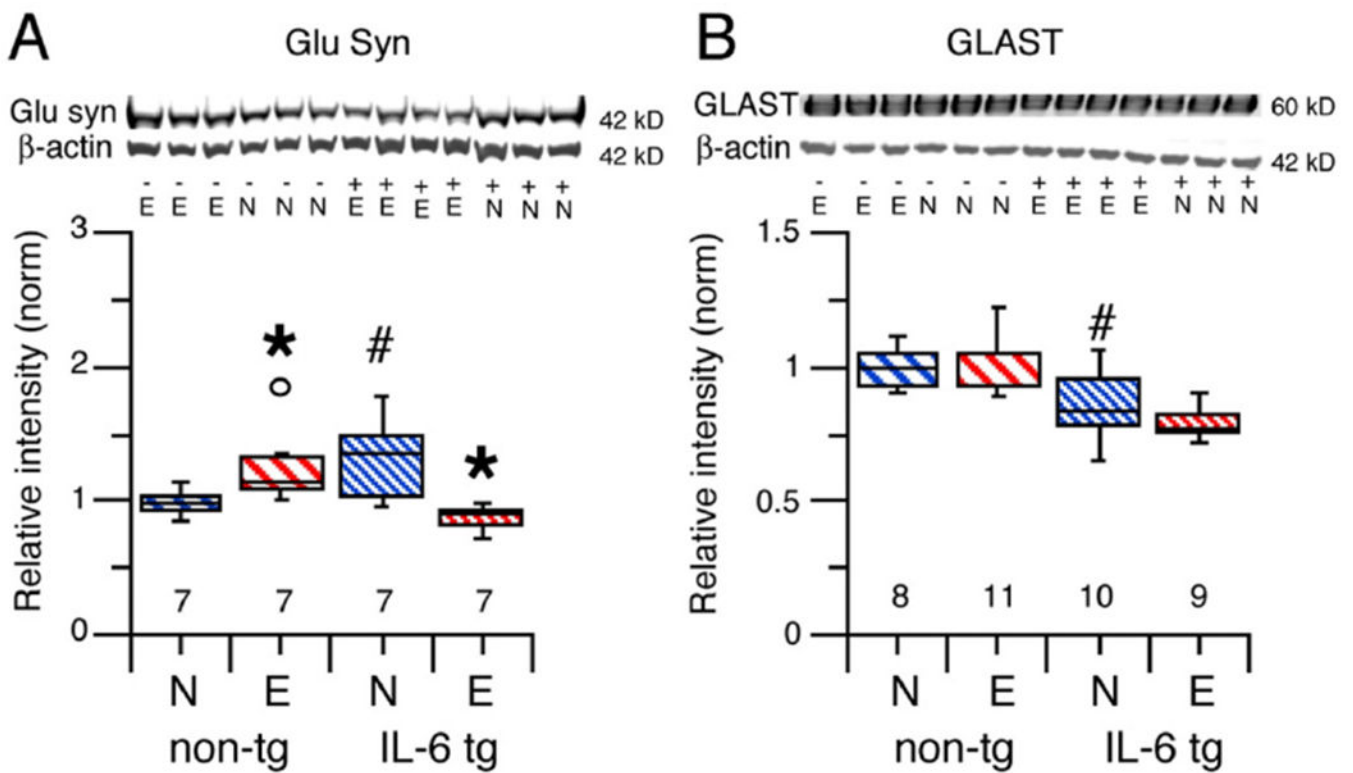 A
Glu Syn
Glu syn
42 kD
β-actin
42 kD
- - - - - - + + + + + + +
E E E N N N E E E E N N N
Relative intensity (norm)
3
2
1
0
* # *
7 7 7 7
N E N E
non-tg IL-6 tg
B
GLAST
GLAST
60 kD
β-actin
42 kD
- - - - - - + + + + + + +
E E E N N N E E E E N N N
Relative intensity (norm)
1.5
1
0.5
0
#
8 11 10 9
N E N E
non-tg IL-6 tg